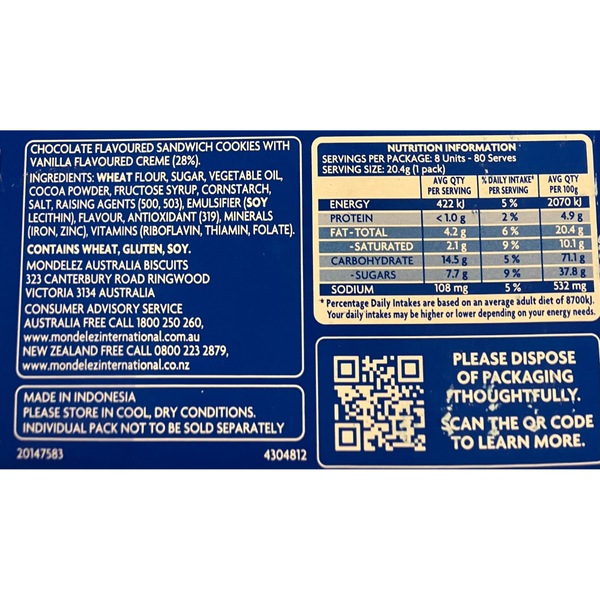 CHOCOLATE FLAVOURED SANDWICH COOKIES WITH
VANILLA FLAVOURED CREME (28%).
INGREDIENTS: WHEAT FLOUR, SUGAR, VEGETABLE OIL,
COCOA POWDER, FRUCTOSE SYRUP, CORNSTARCH,
SALT, RAISING AGENTS (500, 503), EMULSIFIER (SOY
LECITHIN), FLAVOUR, ANTIOXIDANT (319), MINERALS
(IRON, ZINC), VITAMINS (RIBOFLAVIN, THIAMIN, FOLATE).
CONTAINS WHEAT, GLUTEN, SOY.
MONDELEZ AUSTRALIA BISCUITS
323 CANTERBURY ROAD RINGWOOD
VICTORIA 3134 AUSTRALIA
CONSUMER ADVISORY SERVICE
AUSTRALIA FREE CALL 1800 250 260,
www.mondelezinternational.com.au
NEW ZEALAND FREE CALL 0800 223 2879,
www.mondelezinternational.co.nz
MADE IN INDONESIA
PLEASE STORE IN COOL, DRY CONDITIONS.
INDIVIDUAL PACK NOT TO BE SOLD SEPARATELY
20147583 4304812
NUTRITION INFORMATION
SERVINGS PER PACKAGE: 8 Units - 80 Serves
SERVING SIZE: 20.4g (1 pack)
AVG QTY % DAILY INTAKE* AVG QTY
PER SERVING PER SERVING PER 100g
ENERGY 422 kJ 5 % 2070 kJ
PROTEIN <1.0 g 2 % 4.9 g
FAT-TOTAL 4.2 g 6 % 20.4 g
-SATURATED 2.1 g 9 % 10.1 g
CARBOHYDRATE 14.5 g 5 % 71.1 g
-SUGARS 7.7 g 9 % 37.8 g
SODIUM 108 mg 5 % 532 mg
* Percentage Daily Intakes are based on an average adult diet of 8700kJ.
Your daily intakes may be higher or lower depending on your energy needs.
PLEASE DISPOSE
OF PACKAGING
THOUGHTFULLY.
SCAN THE QR CODE
TO LEARN MORE.